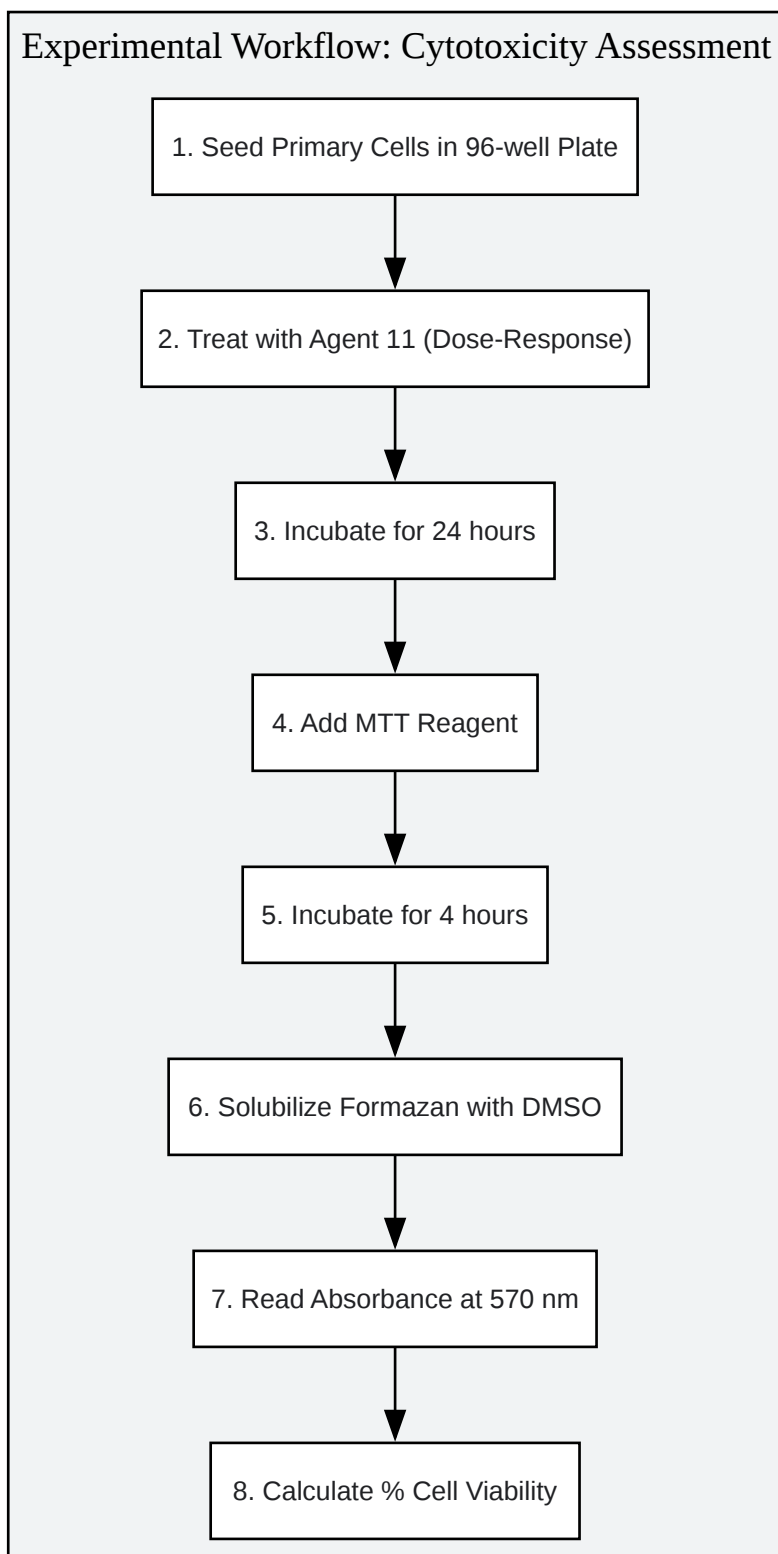 Experimental Workflow: Cytotoxicity Assessment
1. Seed Primary Cells in 96-well Plate
2. Treat with Agent 11 (Dose-Response)
3. Incubate for 24 hours
4. Add MTT Reagent
5. Incubate for 4 hours
6. Solubilize Formazan with DMSO
7. Read Absorbance at 570 nm
8. Calculate % Cell Viability